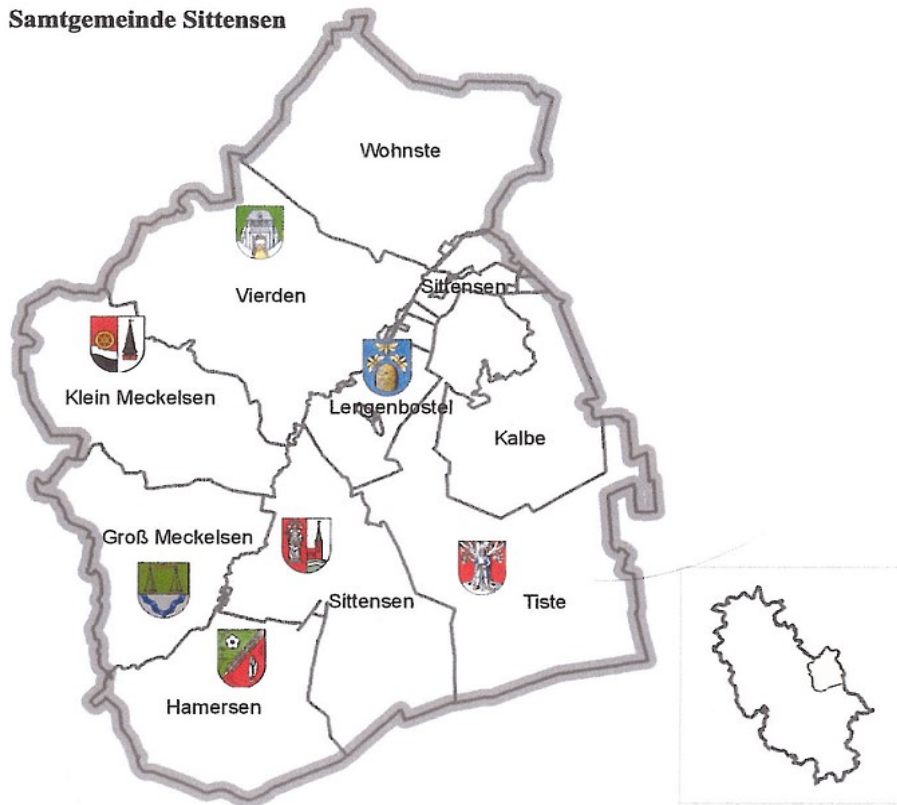 Samtgemeinde Sittensen
Wohnste
Vierden
Sittensen
Klein Meckelsen
Lengenbostel
Kalbe
Groß Meckelsen
Sittensen
Tiste
Hamersen